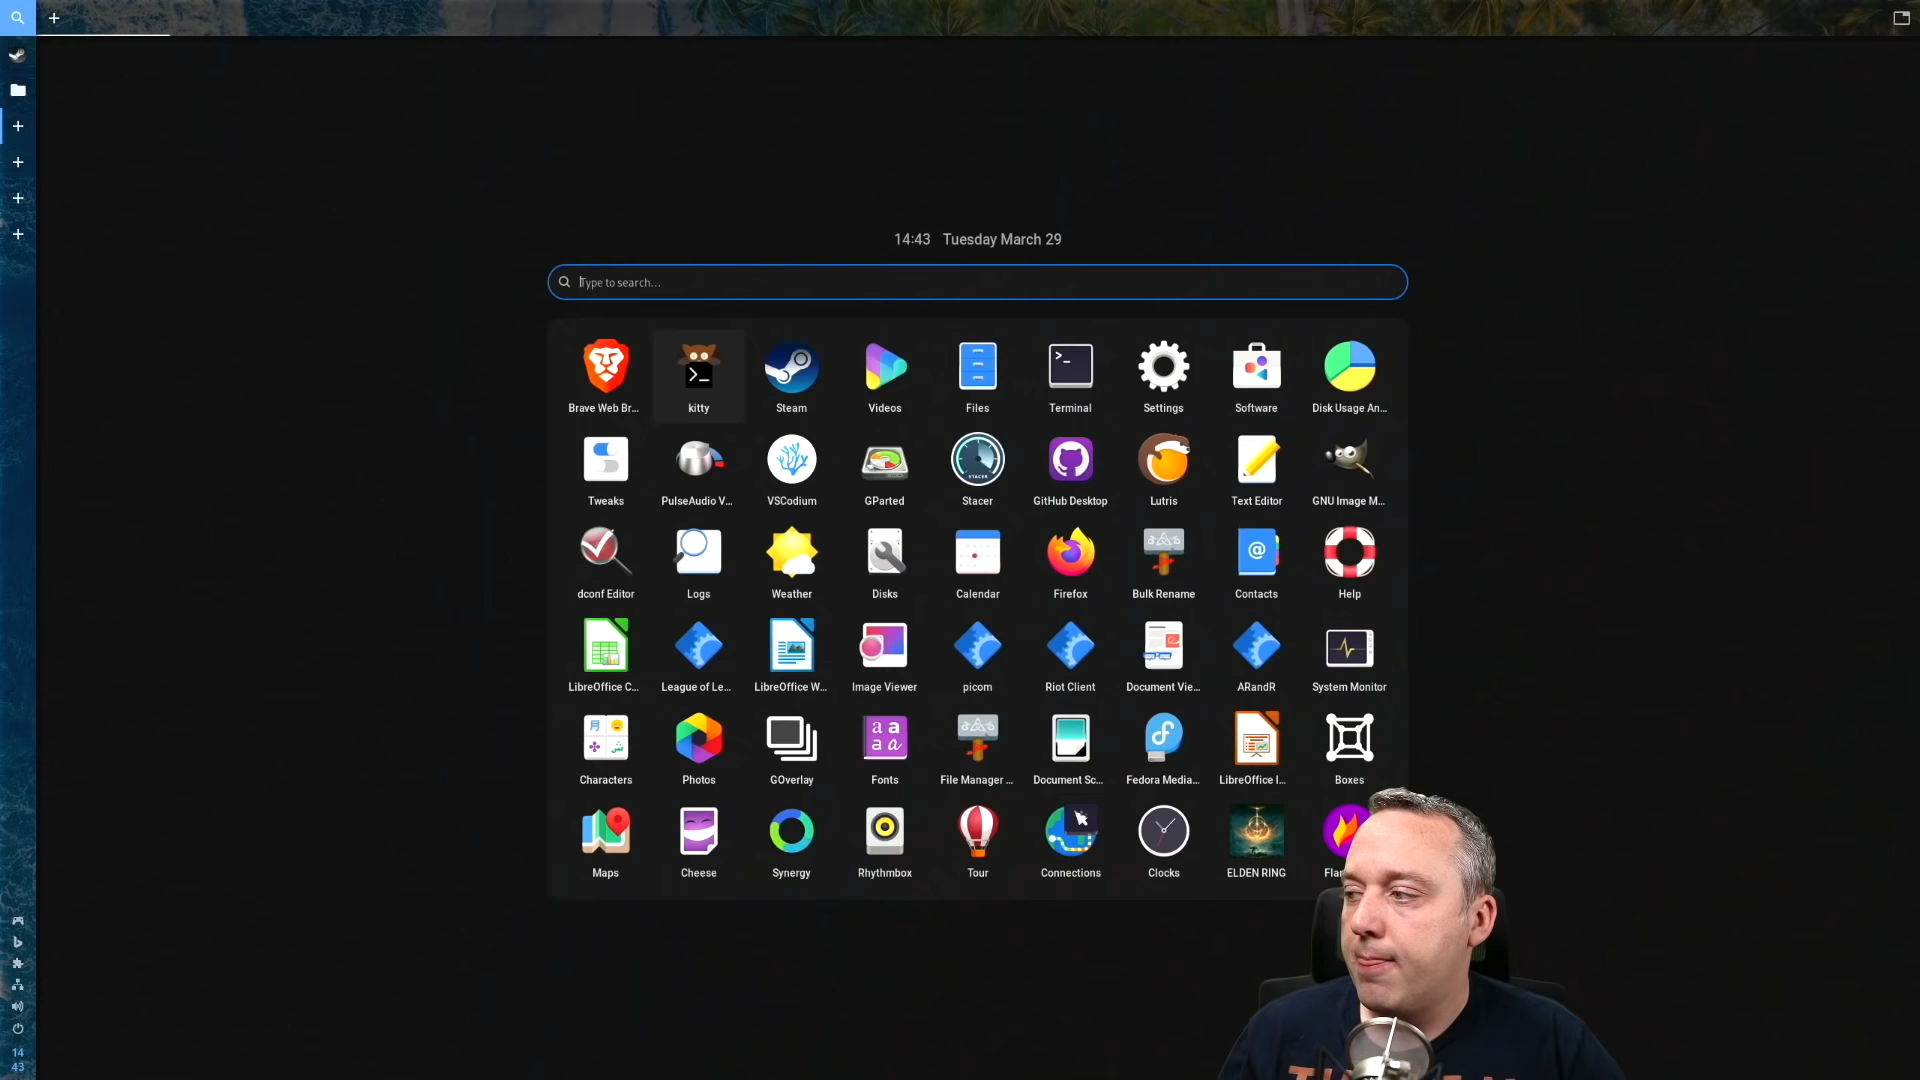 14:43 Tuesday March 29
Type to search...
Brave Web Br... kitty Steam Videos Files Terminal Settings Software Disk Usage An...
Tweaks PulseAudio V... VSCodium GParted Stacer GitHub Desktop Lutris Text Editor GNU Image M...
dconf Editor Logs Weather Disks Calendar Firefox Bulk Rename Contacts Help
LibreOffice C... League of Le... LibreOffice W... Image Viewer picom Riot Client Document Vie... ARandR System Monitor
Characters Photos GOverlay Fonts File Manager ... Document Sc... Fedora Media... LibreOffice I... Boxes
Maps Cheese Synergy Rhythmbox Tour Connections Clocks ELDEN RING
14
43